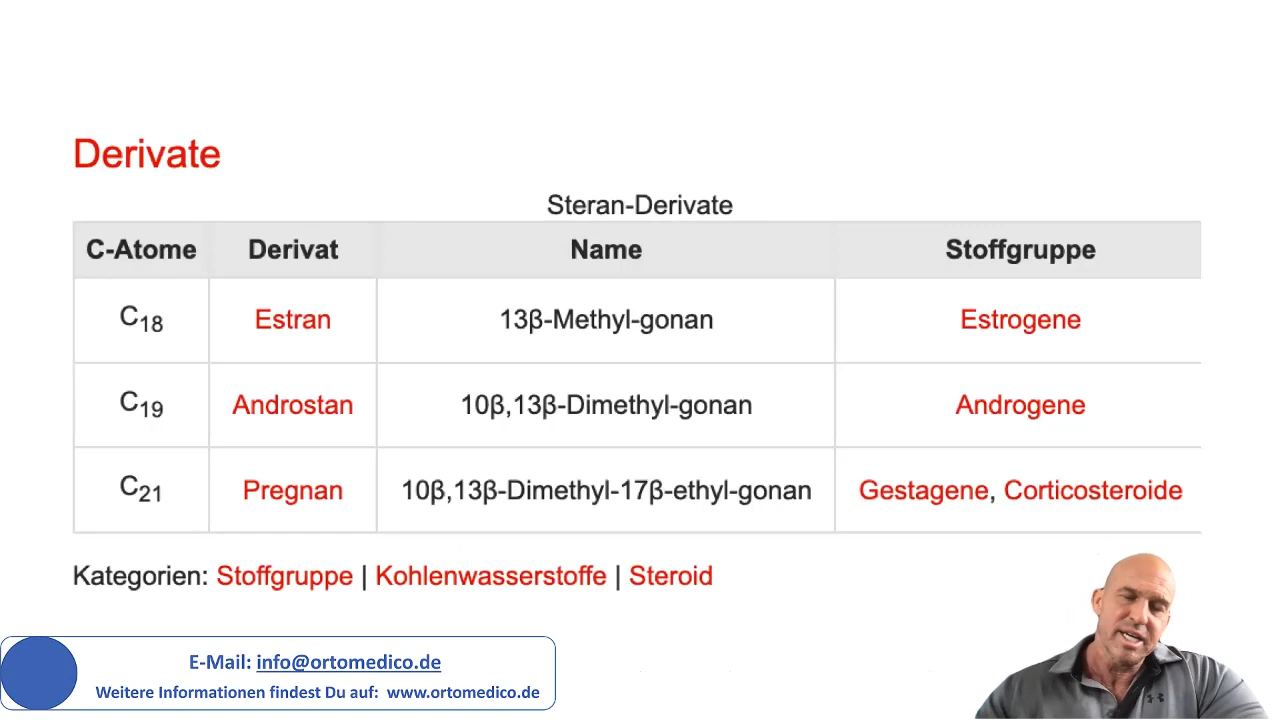 Derivate
Steran-Derivate
C-Atome Derivat Name Stoffgruppe
C18 Estran 13β-Methyl-gonan Estrogene
C19 Androstan 10β,13β-Dimethyl-gonan Androgene
C21 Pregnan 10β,13β-Dimethyl-17β-ethyl-gonan Gestagene, Corticosteroide
Kategorien: Stoffgruppe | Kohlenwasserstoffe | Steroid
E-Mail: info@ortomedico.de
Weitere Informationen findest Du auf: www.ortomedico.de